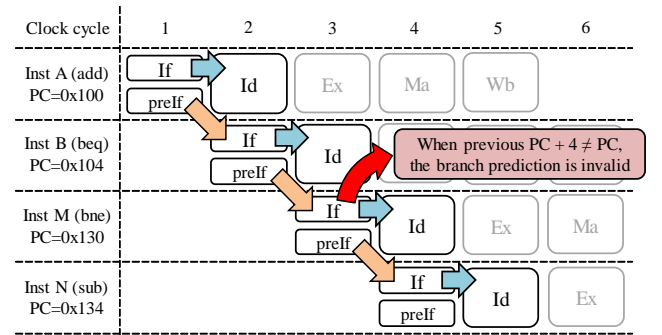 Clock cycle 1 2 3 4 5 6
Inst A (add)
PC=0x100
If
preIf
Id
Ex
Ma
Wb
Inst B (beq)
PC=0x104
If
preIf
Id
When previous PC + 4 ≠ PC,
the branch prediction is invalid
Inst M (bne)
PC=0x130
If
preIf
Id
Ex
Ma
Inst N (sub)
PC=0x134
If
preIf
Id
Ex